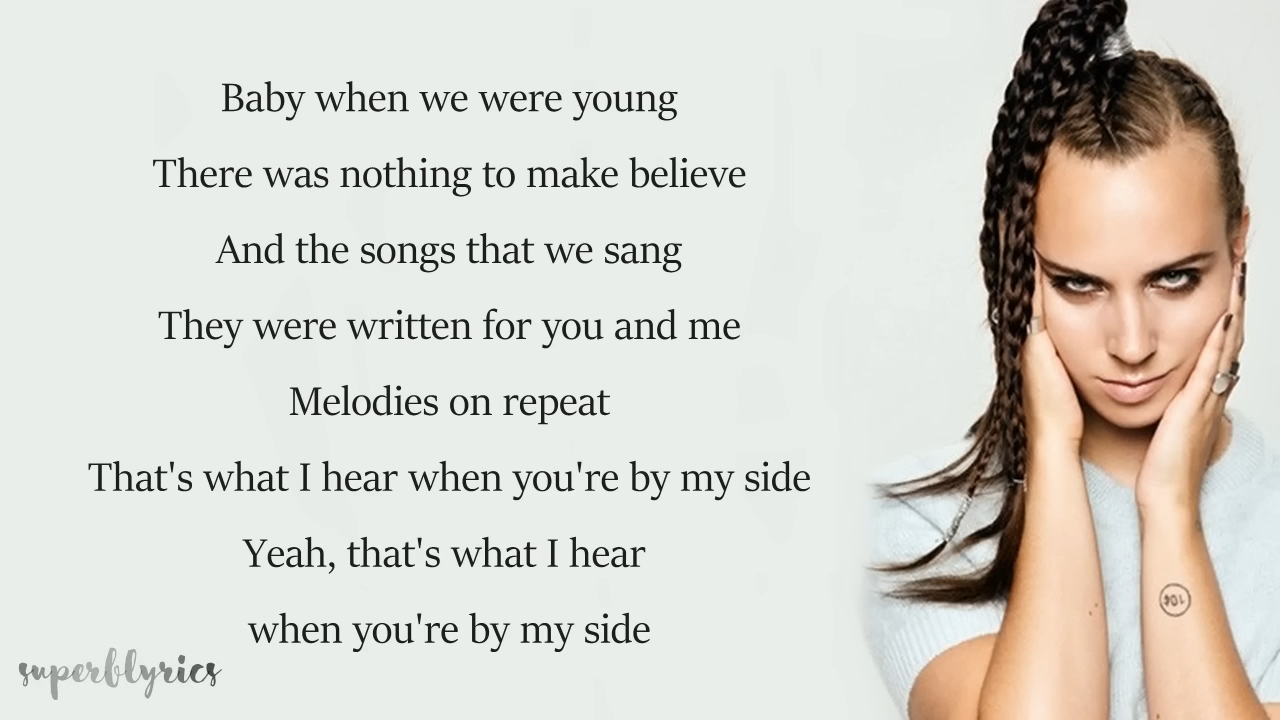 Baby when we were young
There was nothing to make believe
And the songs that we sang
They were written for you and me
Melodies on repeat
That's what I hear when you're by my side
Yeah, that's what I hear
when you're by my side
superblyrics